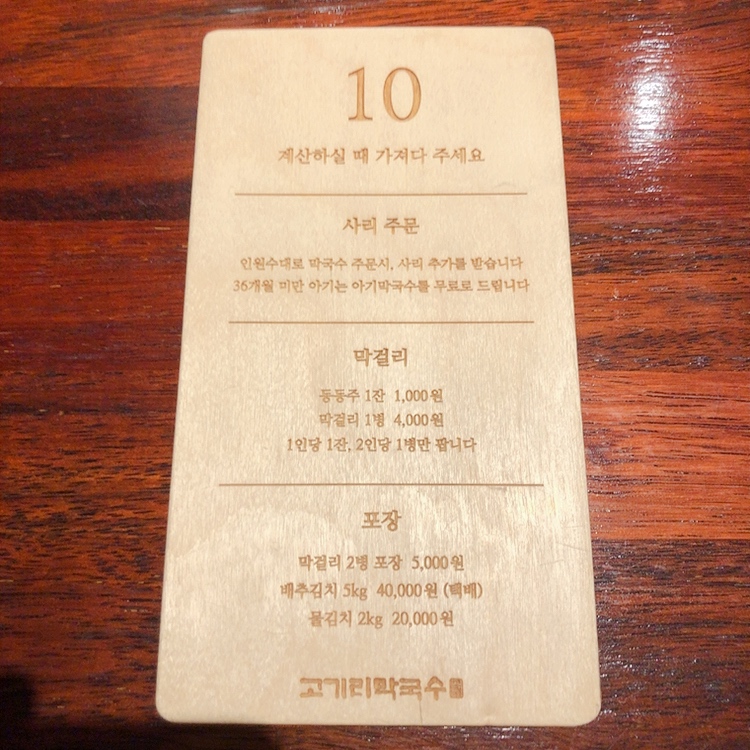 10
계산하실 때 가져다 주세요
사리 주문
인원수대로 막국수 주문시, 사리 추가를 받습니다
36개월 미만 아기는 아기막국수를 무료로 드립니다
막걸리
동동주 1잔 1,000원
막걸리 1병 4,000원
1인당 1잔, 2인당 1병만 팝니다
포장
막걸리 2병 포장 5,000원
배추김치 5kg 40,000원 (택배)
물김치 2kg 20,000원
고기리막국수